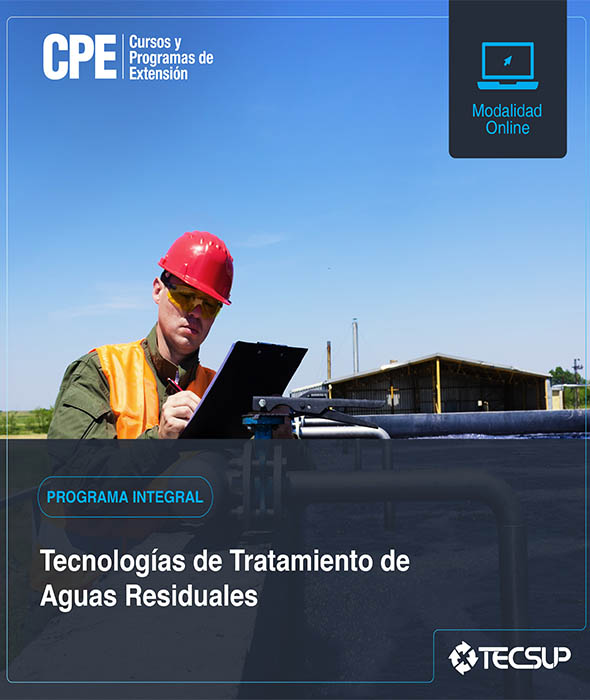 CPE
Cursos y
Programas de
Extensión
Modalidad
Online
PROGRAMA INTEGRAL
Tecnologías de Tratamiento de
Aguas Residuales
TECSUP